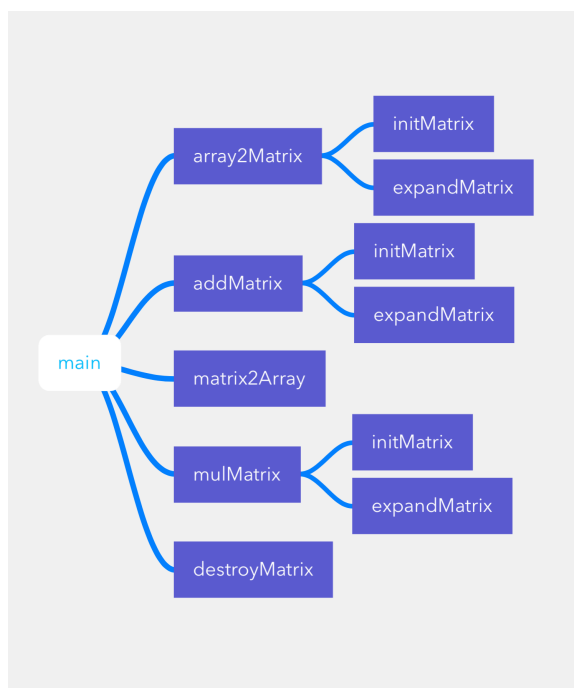 main
array2Matrix
initMatrix
expandMatrix
addMatrix
initMatrix
expandMatrix
matrix2Array
mulMatrix
initMatrix
expandMatrix
destroyMatrix